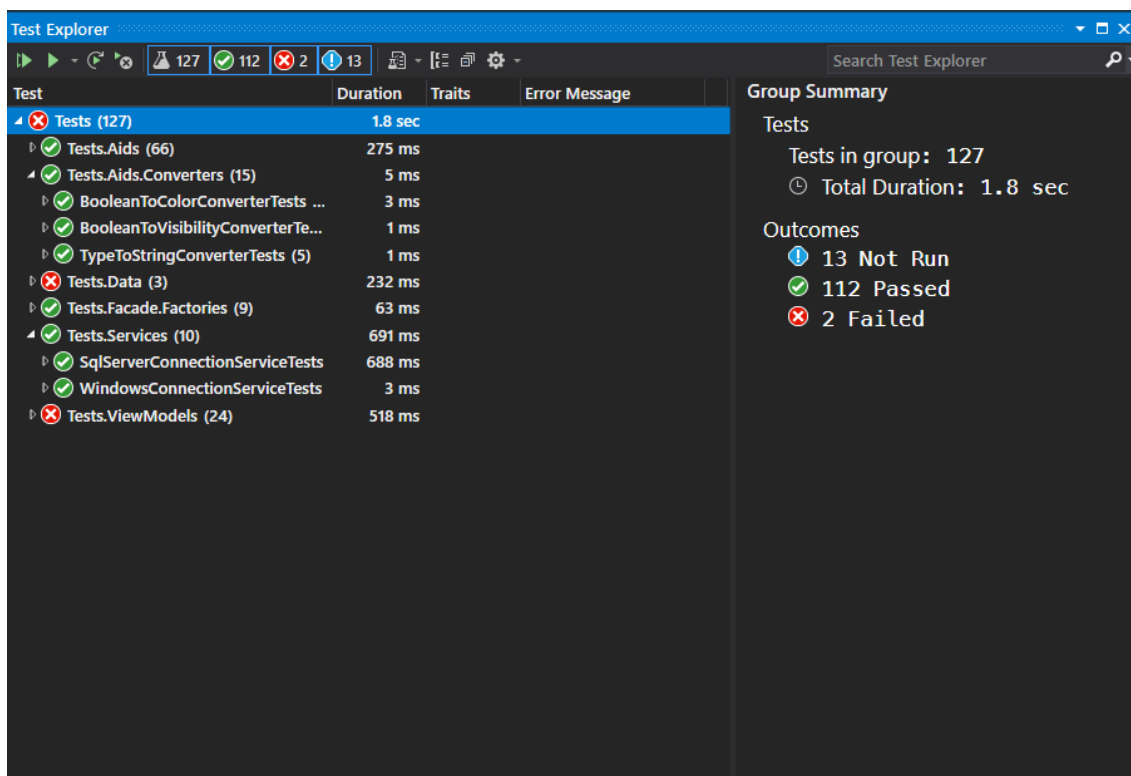 Test Explorer
127 112 2 13 Search Test Explorer
Test Duration Traits Error Message
Tests (127) 1.8 sec
Tests.Aids (66) 275 ms
Tests.Aids.Converters (15) 5 ms
BooleanToColorConverterTests ... 3 ms
BooleanToVisibilityConverterTe... 1 ms
TypeToStringConverterTests (5) 1 ms
Tests.Data (3) 232 ms
Tests.Facade.Factories (9) 63 ms
Tests.Services (10) 691 ms
SqlServerConnectionServiceTests 688 ms
WindowsConnectionServiceTests 3 ms
Tests.ViewModels (24) 518 ms
Group Summary
Tests
Tests in group: 127
Total Duration: 1.8 sec
Outcomes
13 Not Run
112 Passed
2 Failed